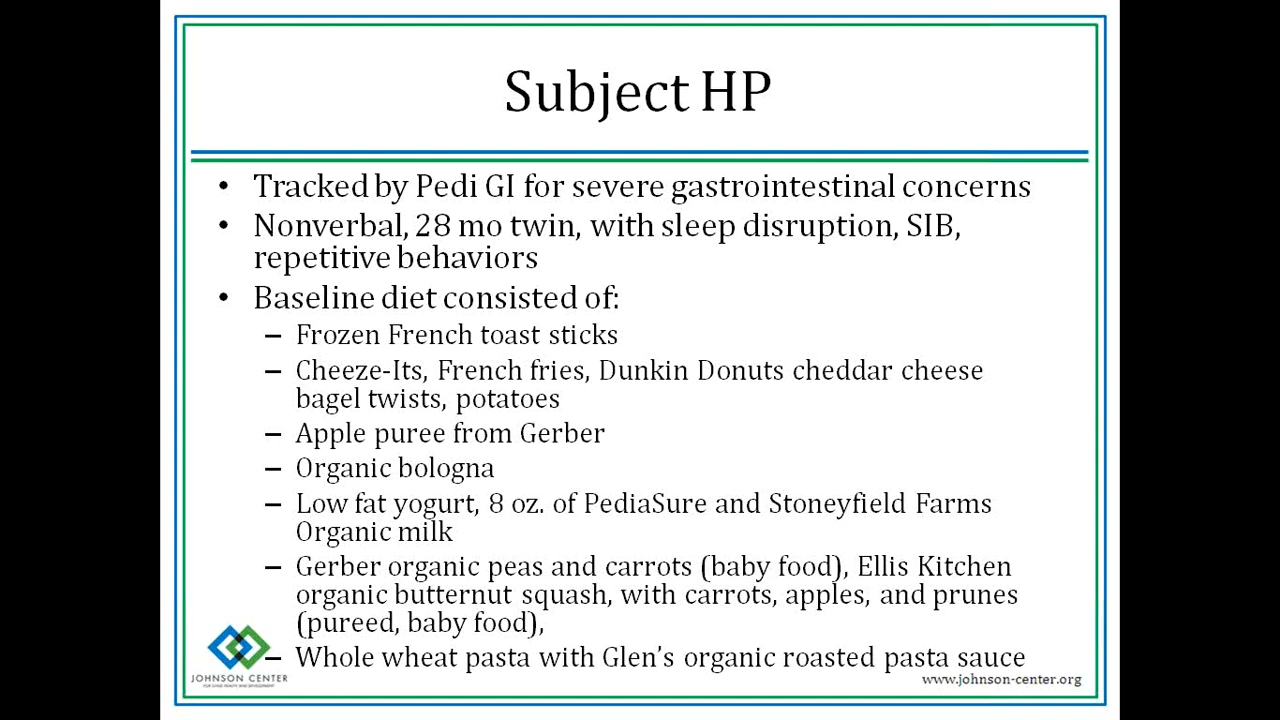 Subject HP
• Tracked by Pedi GI for severe gastrointestinal concerns
• Nonverbal, 28 mo twin, with sleep disruption, SIB,
repetitive behaviors
• Baseline diet consisted of:
– Frozen French toast sticks
– Cheeze-Its, French fries, Dunkin Donuts cheddar cheese
bagel twists, potatoes
– Apple puree from Gerber
– Organic bologna
– Low fat yogurt, 8 oz. of PediaSure and Stoneyfield Farms
Organic milk
– Gerber organic peas and carrots (baby food), Ellis Kitchen
organic butternut squash, with carrots, apples, and prunes
(pureed, baby food),
– Whole wheat pasta with Glen’s organic roasted pasta sauce
JOHNSON CENTER
FOR CHILD HEALTH AND DEVELOPMENT
www.johnson-center.org